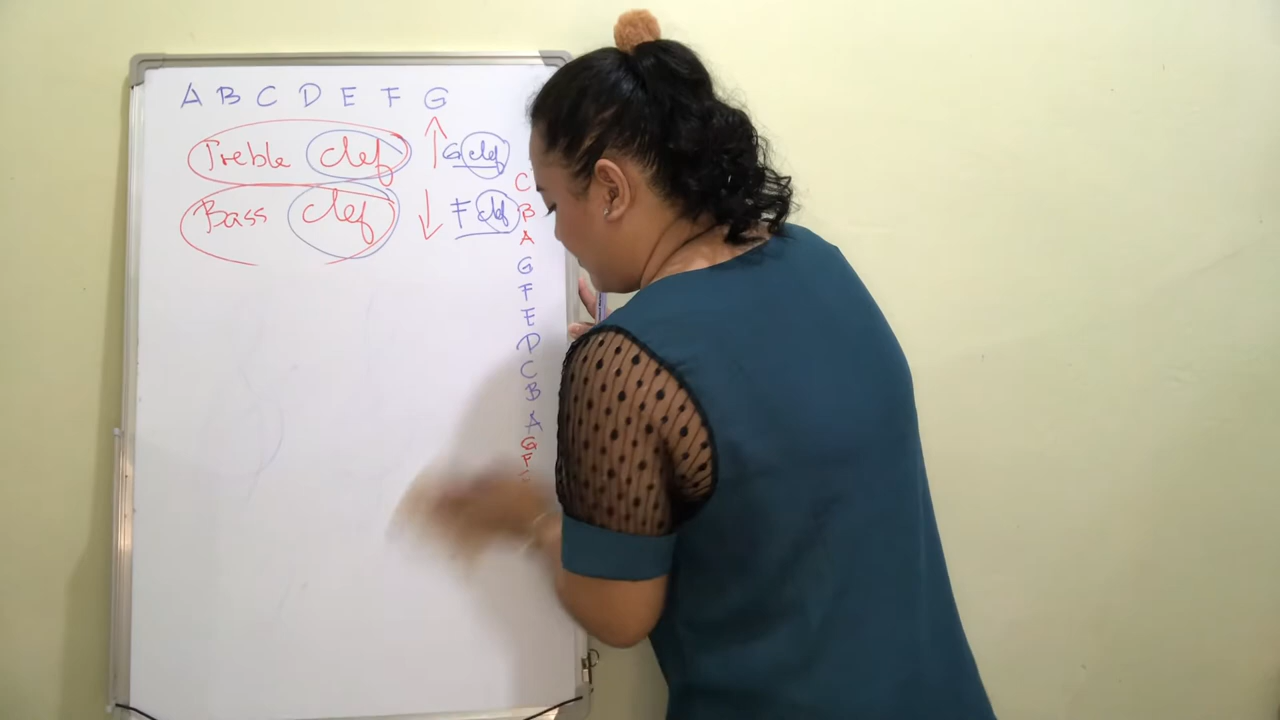 A B C D E F G
Treble clef ↑ G clef
Bass clef ↓ F clef
C
B
A
G
F
E
D
C
B
A
G
F